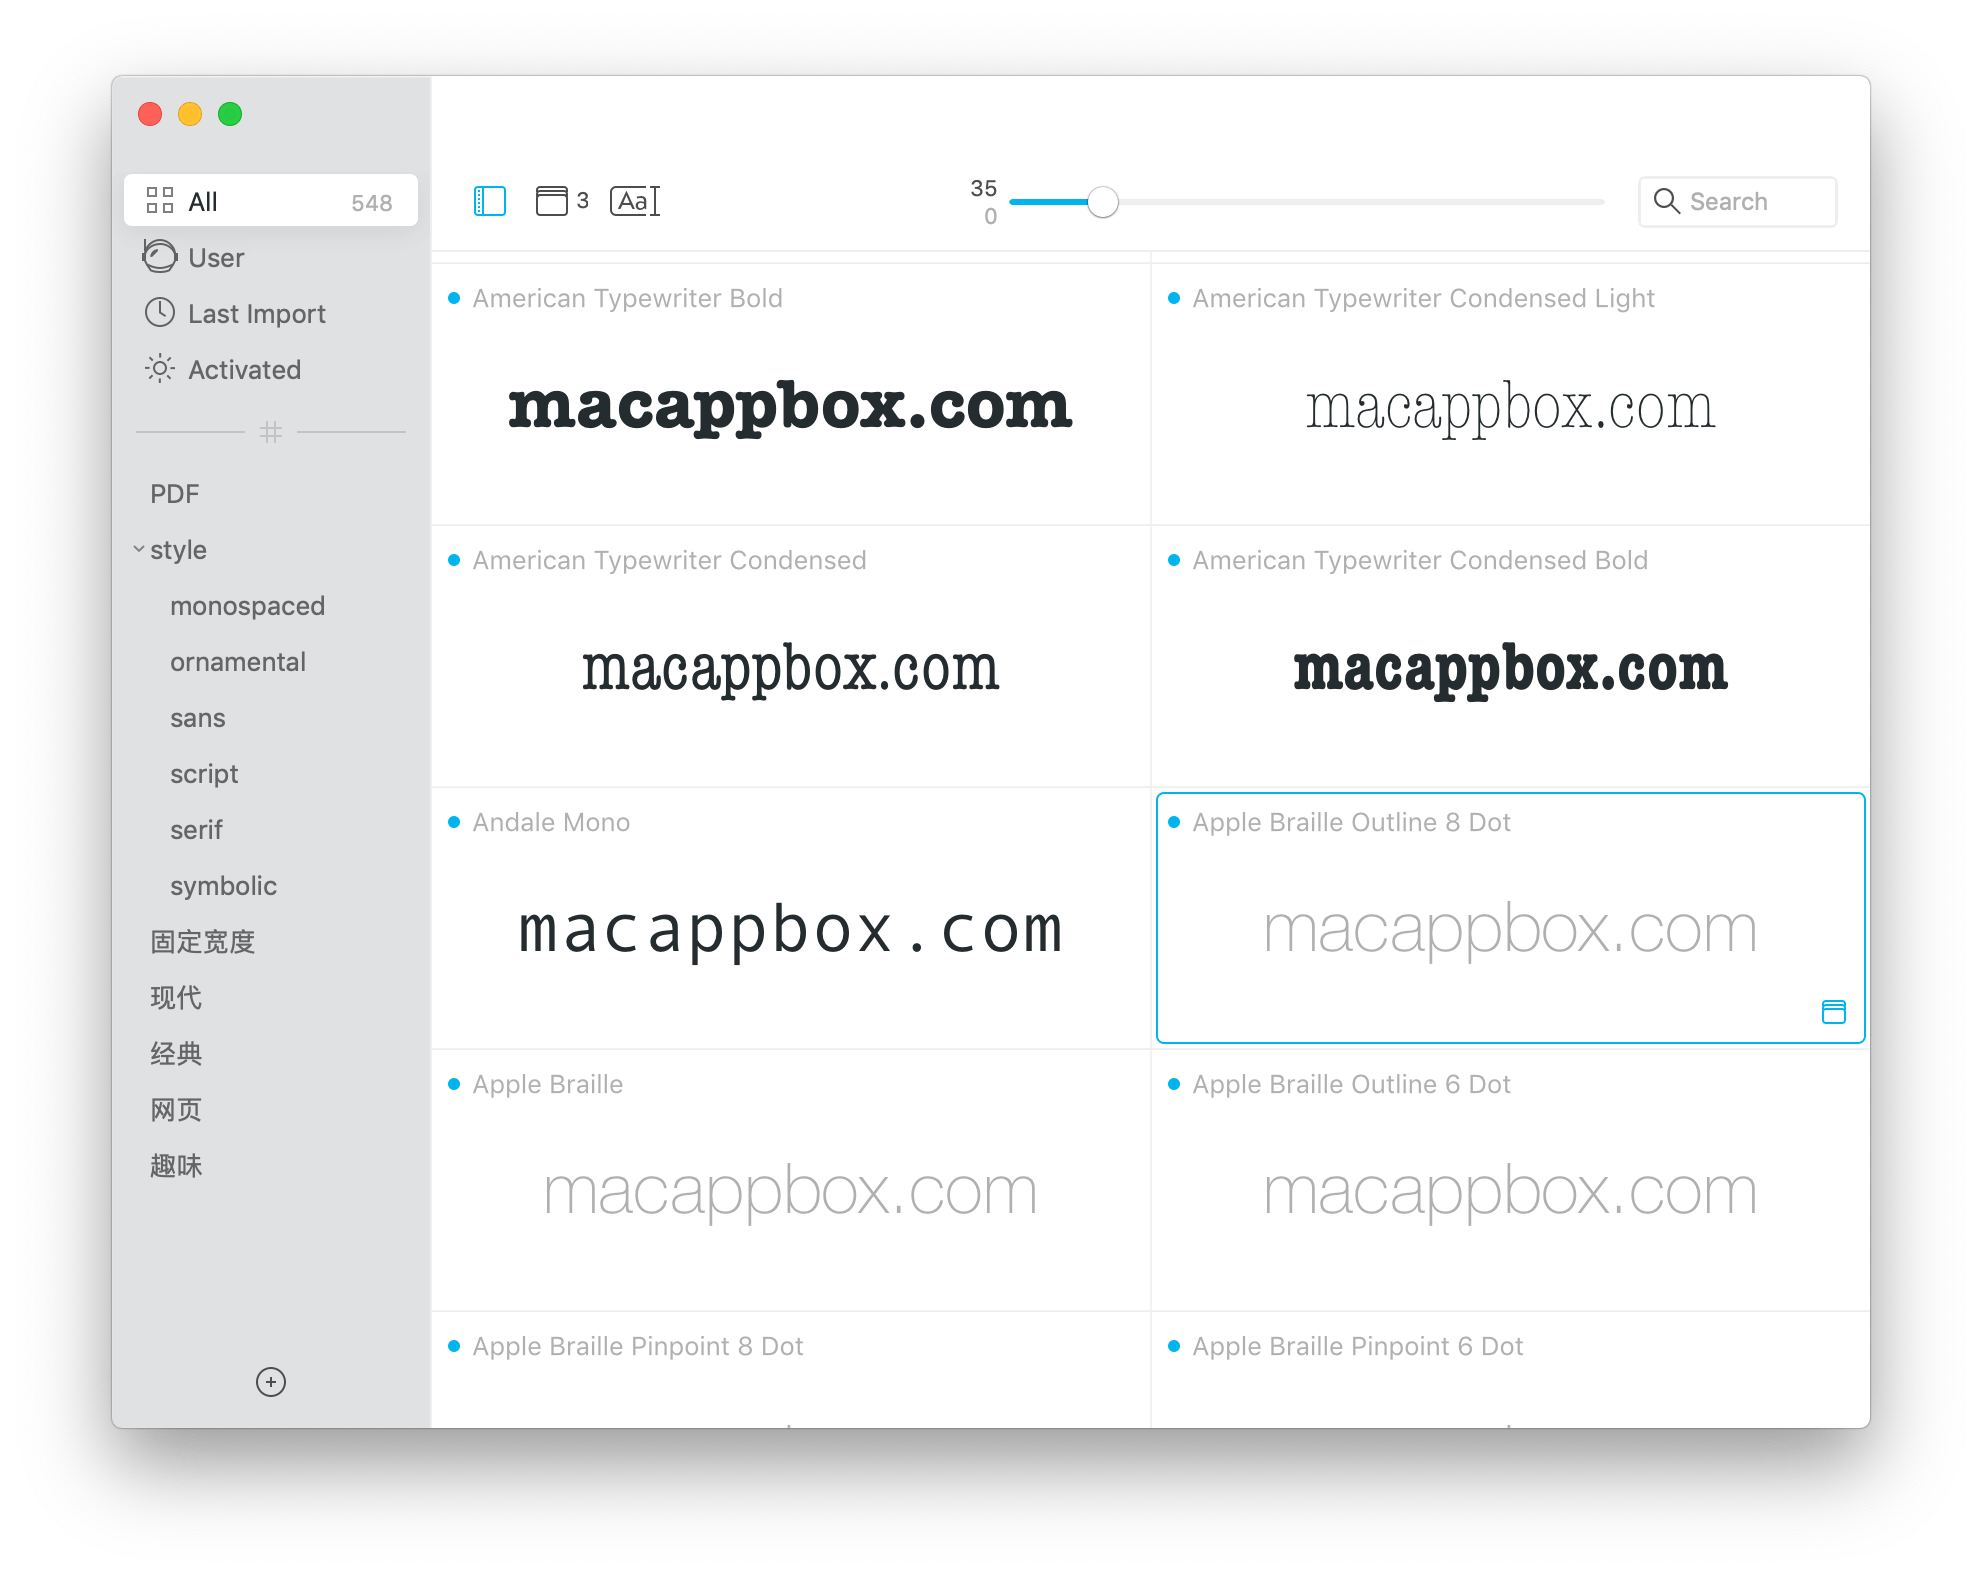 All 548
User
Last Import
Activated
#
PDF
style
monospaced
ornamental
sans
script
serif
symbolic
固定宽度
现代
经典
网页
趣味
3
Aa
35
0
Search
American Typewriter Bold
macappbox.com
American Typewriter Condensed Light
macappbox.com
American Typewriter Condensed
macappbox.com
American Typewriter Condensed Bold
macappbox.com
Andale Mono
macappbox.com
Apple Braille Outline 8 Dot
macappbox.com
Apple Braille
macappbox.com
Apple Braille Outline 6 Dot
macappbox.com
Apple Braille Pinpoint 8 Dot
Apple Braille Pinpoint 6 Dot